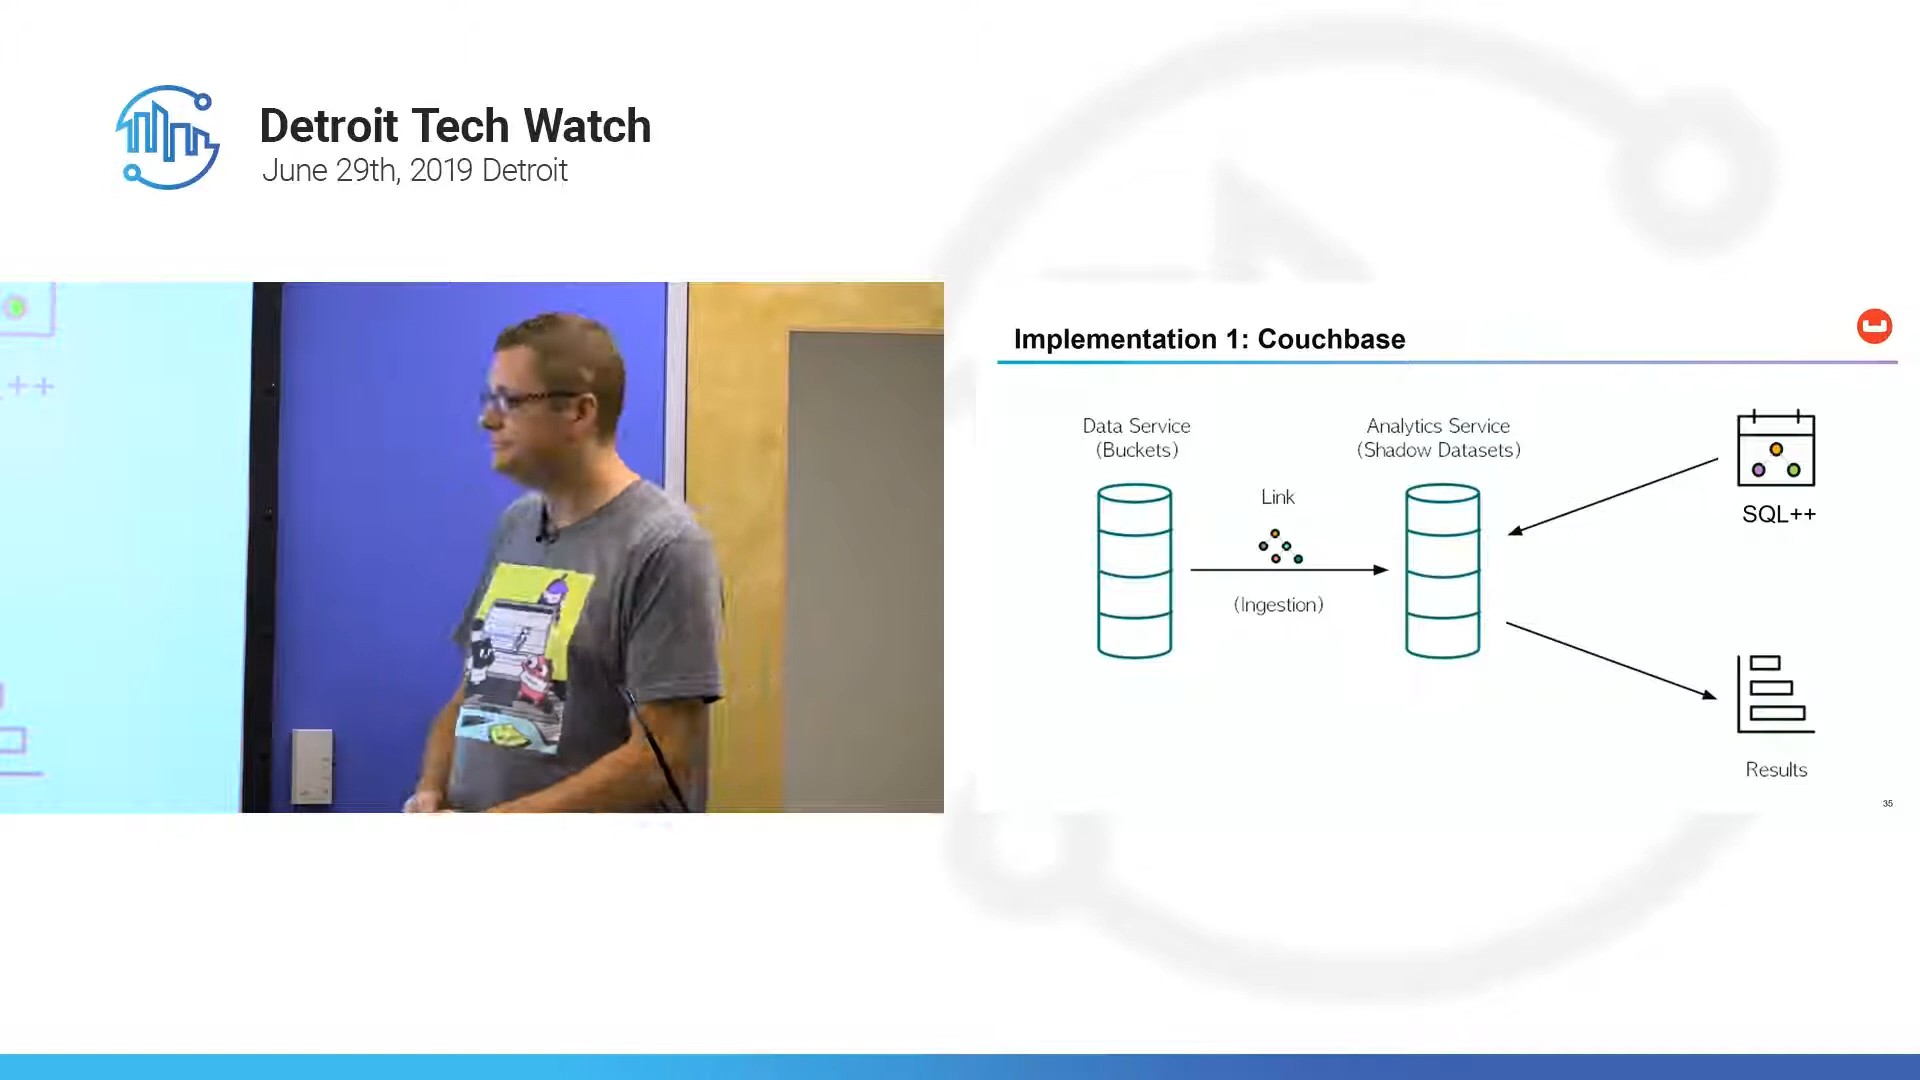 Detroit Tech Watch
June 29th, 2019 Detroit
++
Implementation 1: Couchbase
Data Service
(Buckets)
Analytics Service
(Shadow Datasets)
Link
(Ingestion)
SQL++
Results
35